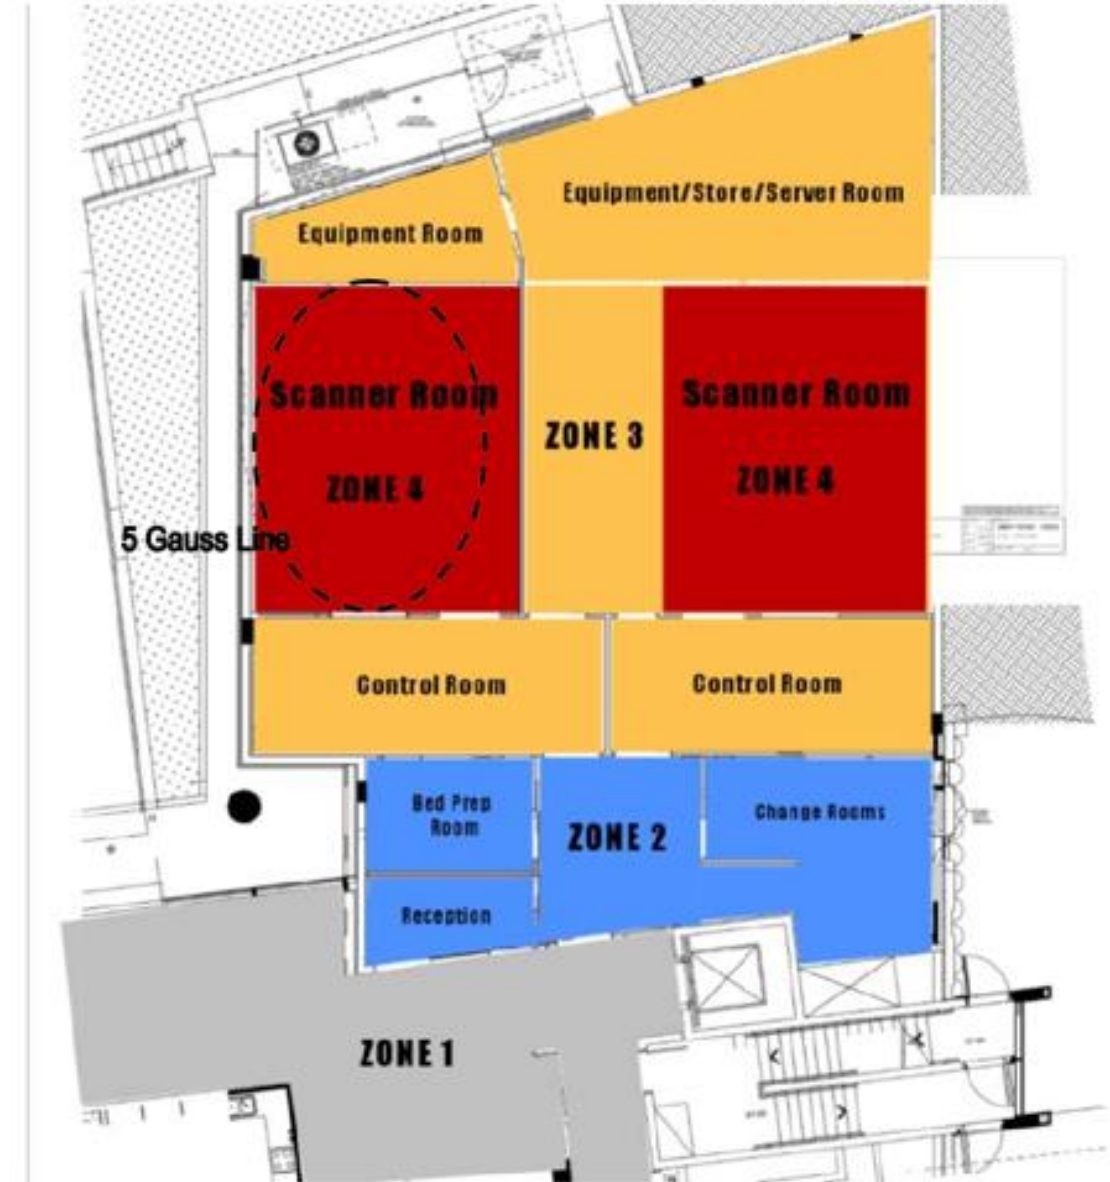 Equipment/Store/Server Room
Equipment Room
Scanner Room
Scanner Room
ZONE 3
ZONE 4
ZONE 4
5 Gauss Line
Control Room
Control Room
Bed Prep
Room
ZONE 2
Change Rooms
Reception
ZONE 1